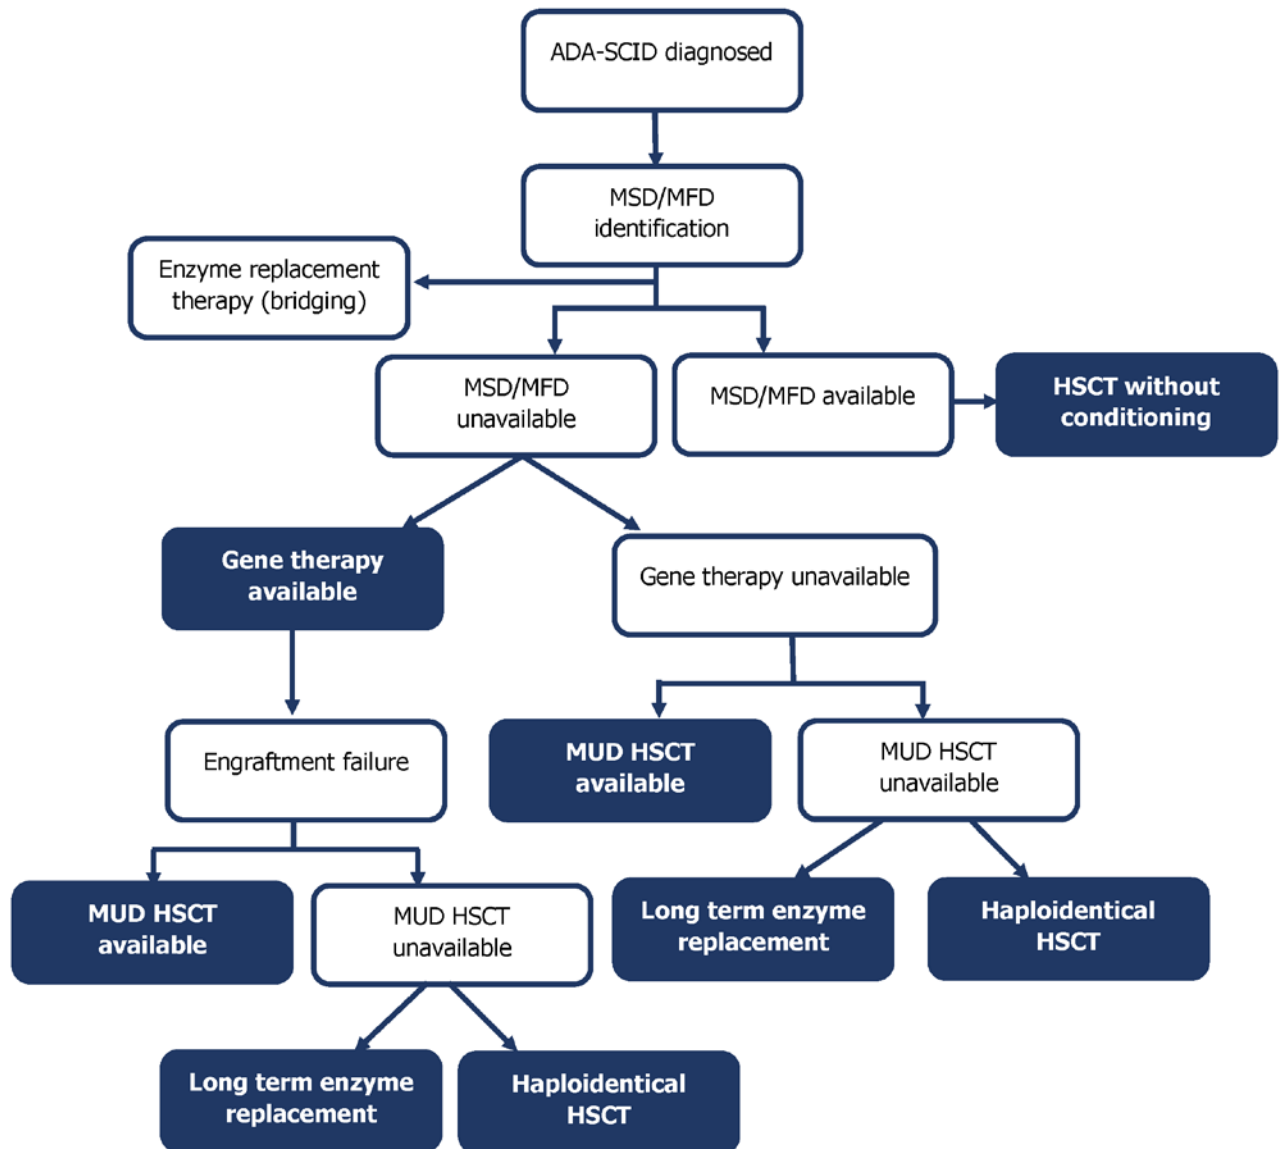 ADA-SCID diagnosed
MSD/MFD
identification
Enzyme replacement
therapy (bridging)
MSD/MFD
unavailable
MSD/MFD available
HSCT without
conditioning
Gene therapy
available
Gene therapy unavailable
Engraftment failure
MUD HSCT
available
MUD HSCT
unavailable
MUD HSCT
available
MUD HSCT
unavailable
Long term enzyme
replacement
Haploidentical
HSCT
Long term enzyme
replacement
Haploidentical
HSCT